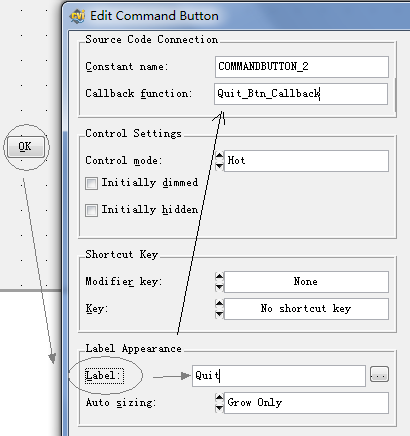 Edit Command Button
Source Code Connection
Constant name: COMMANDBUTTON_2
Callback function: Quit_Btn_Callback
OK
Control Settings
Control mode: Hot
Initially dimmed
Initially hidden
Shortcut Key
Modifier key: None
Key: No shortcut key
Label Appearance
Label: Quit ...
Auto sizing: Grow Only